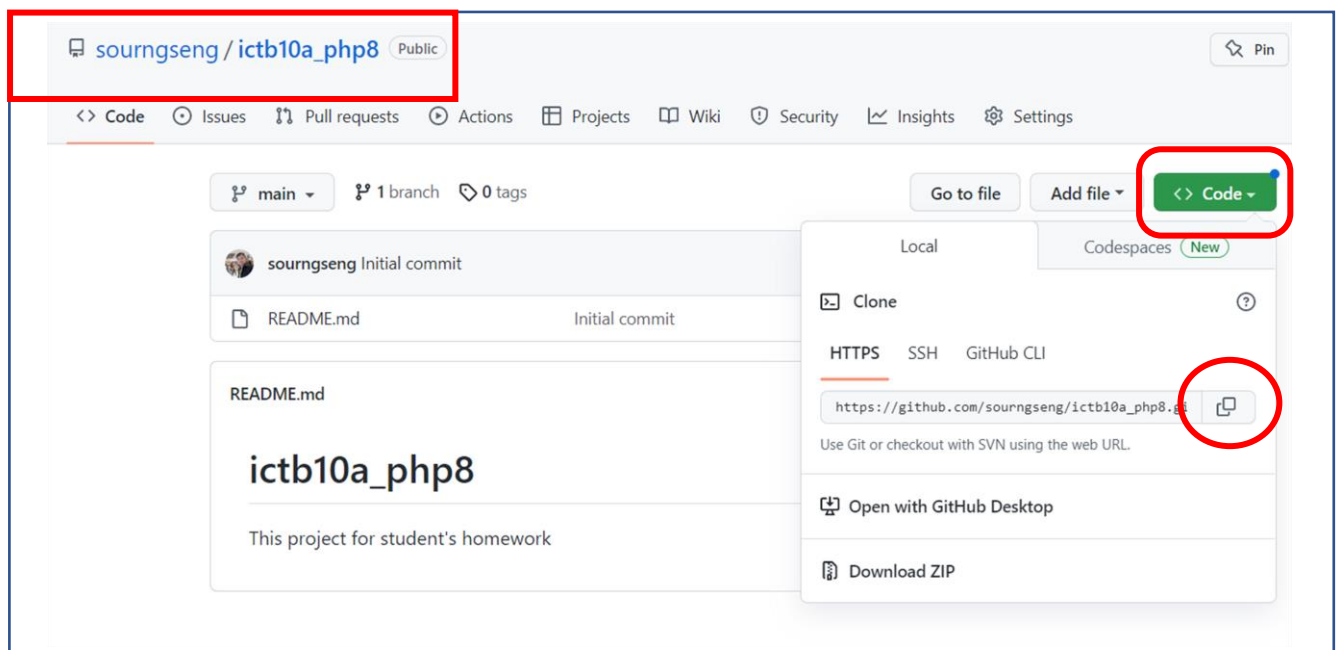 sourngseng / ictb10a_php8 Public
Pin
<> Code Issues Pull requests Actions Projects Wiki Security Insights Settings
main 1 branch 0 tags Go to file Add file <> Code
sourngseng Initial commit
README.md Initial commit
README.md
ictb10a_php8
This project for student's homework
Local Codespaces New
Clone
HTTPS SSH GitHub CLI
https://github.com/sourngseng/ictb10a_php8.gi
Use Git or checkout with SVN using the web URL.
Open with GitHub Desktop
Download ZIP